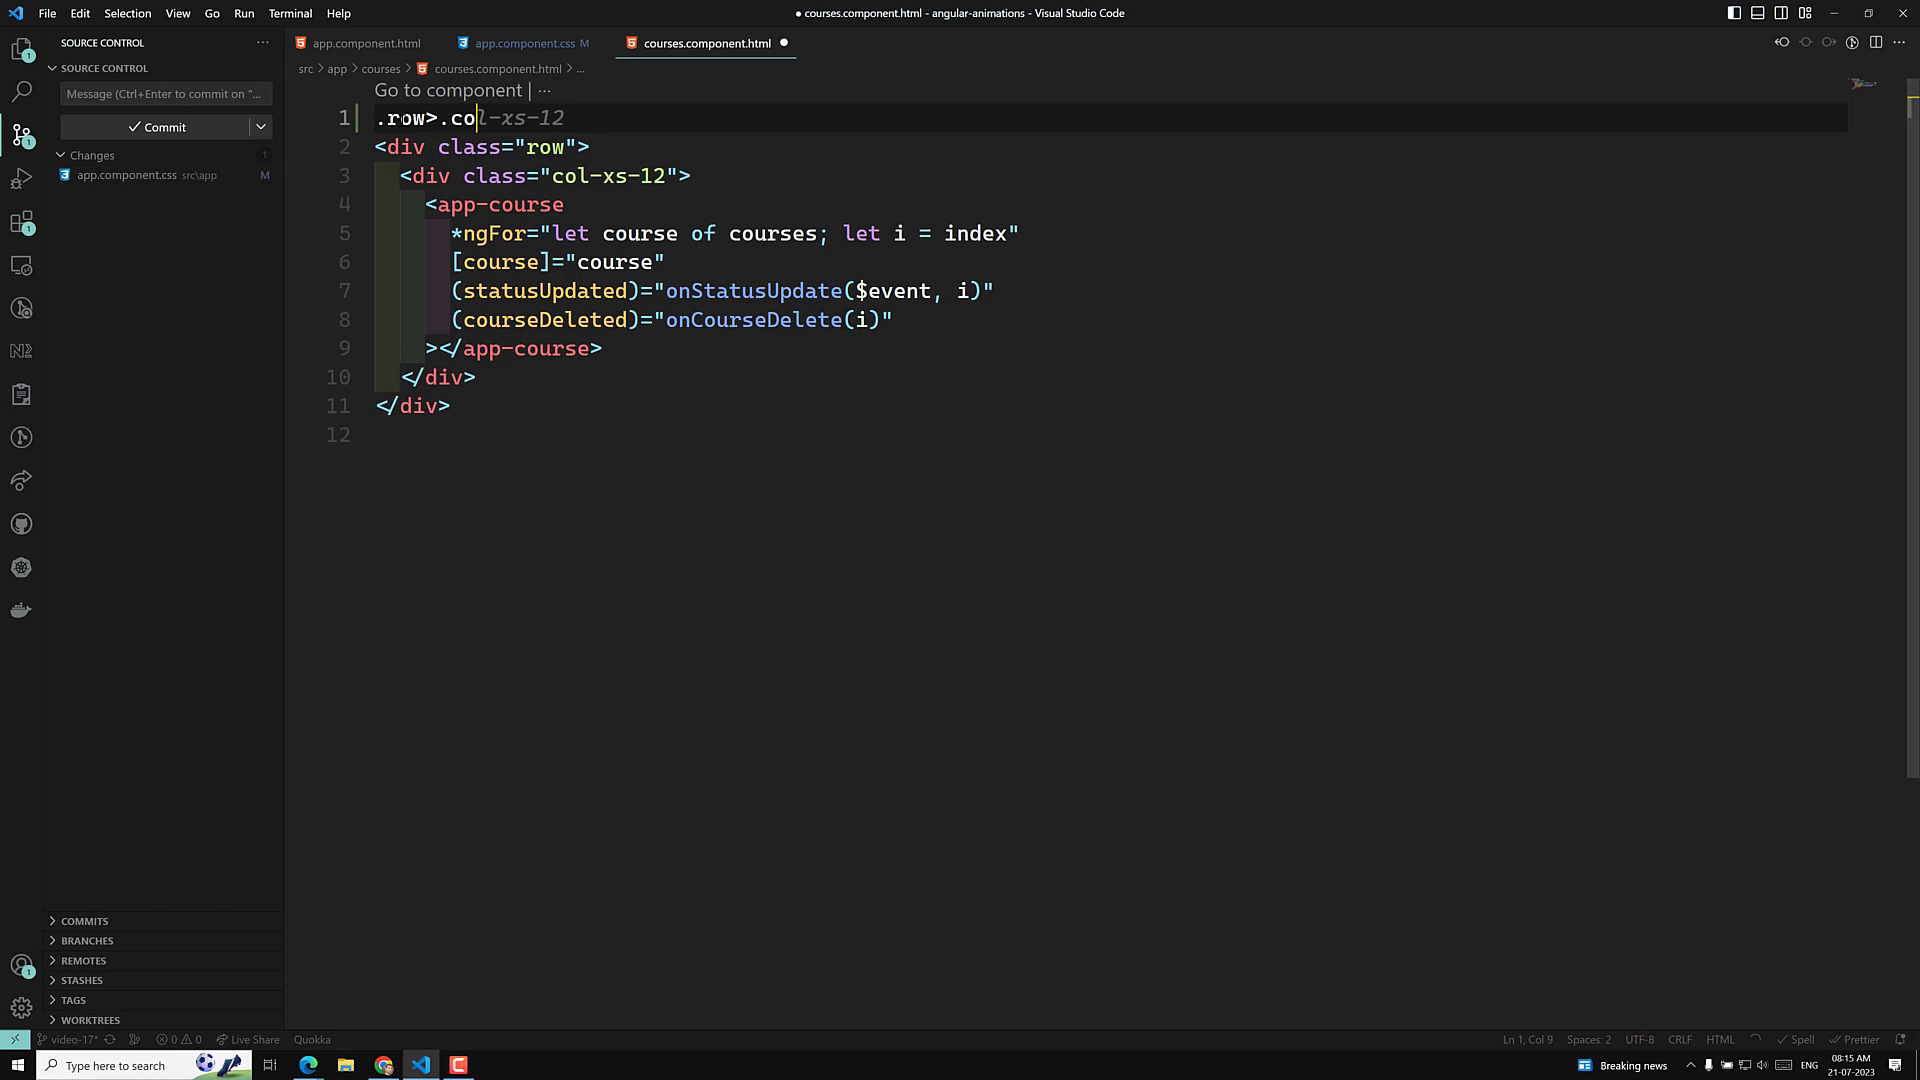 File Edit Selection View Go Run Terminal Help
● courses.component.html - angular-animations - Visual Studio Code
SOURCE CONTROL ···
app.component.html app.component.css M courses.component.html
SOURCE CONTROL
src > app > courses > courses.component.html > ...
Message (Ctrl+Enter to commit on "...
Go to component | ···
Commit
Changes 1
app.component.css src\app M
1 .row>.col-xs-12
2 <div class="row">
3 <div class="col-xs-12">
4 <app-course
5 *ngFor="let course of courses; let i = index"
6 [course]="course"
7 (statusUpdated)="onStatusUpdate($event, i)"
8 (courseDeleted)="onCourseDelete(i)"
9 ></app-course>
10 </div>
11 </div>
12
COMMITS
BRANCHES
REMOTES
STASHES
TAGS
WORKTREES
video-17* 0 0 Live Share Quokka
Ln 1, Col 9 Spaces: 2 UTF-8 CRLF HTML Spell Prettier
Type here to search
Breaking news ENG 08:15 AM
21-07-2023